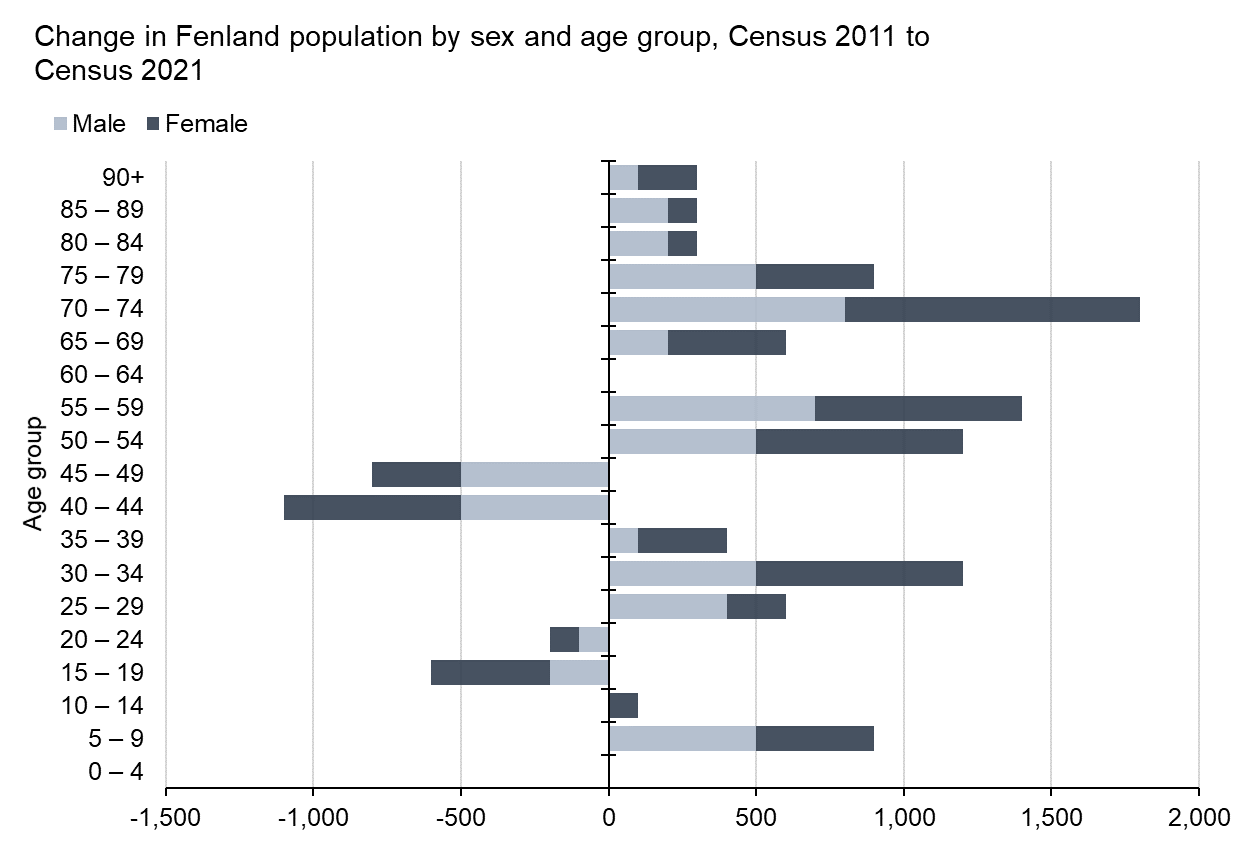 Change in Fenland population by sex and age group, Census 2011 to
Census 2021
Male Female
Age group
90+
85 – 89
80 – 84
75 – 79
70 – 74
65 – 69
60 – 64
55 – 59
50 – 54
45 – 49
40 – 44
35 – 39
30 – 34
25 – 29
20 – 24
15 – 19
10 – 14
5 – 9
0 – 4
-1,500 -1,000 -500 0 500 1,000 1,500 2,000